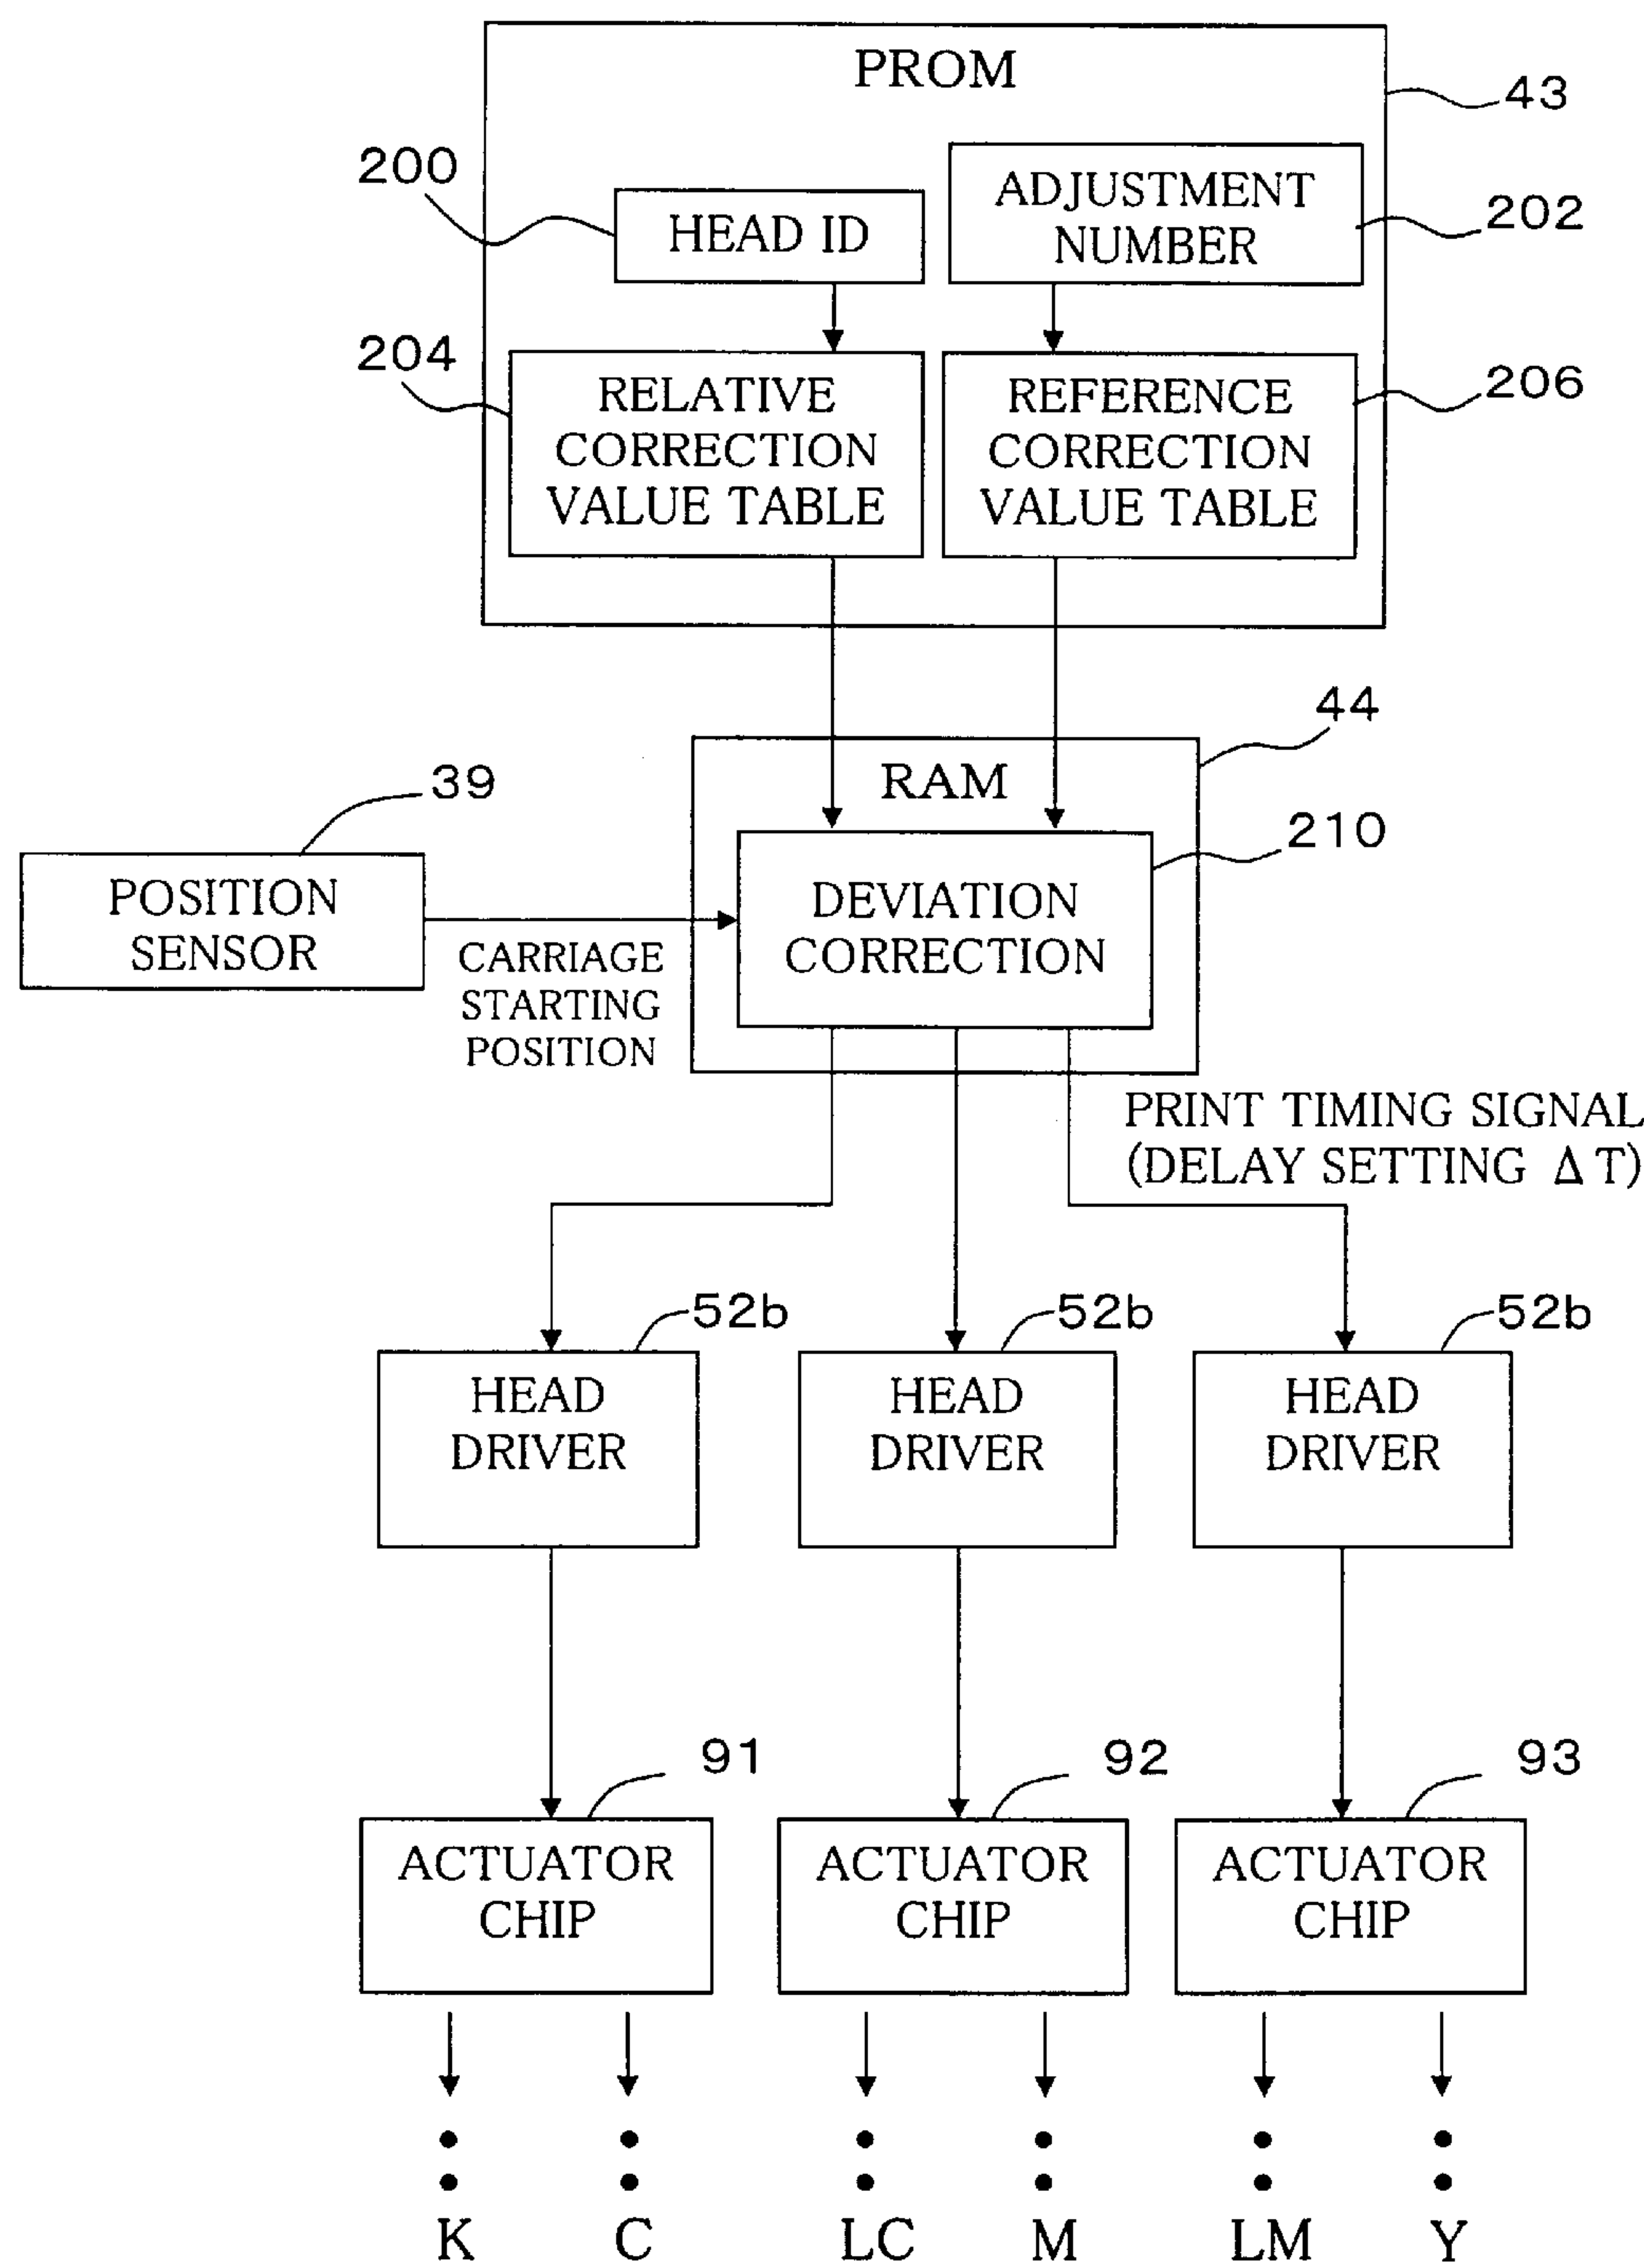 PROM
43
200
HEAD ID
ADJUSTMENT
NUMBER
202
204
RELATIVE
CORRECTION
VALUE TABLE
REFERENCE
CORRECTION
VALUE TABLE
206
44
RAM
39
POSITION
SENSOR
CARRIAGE
STARTING
POSITION
210
DEVIATION
CORRECTION
PRINT TIMING SIGNAL
(DELAY SETTING Δ T)
52b
HEAD
DRIVER
52b
HEAD
DRIVER
52b
HEAD
DRIVER
91
ACTUATOR
CHIP
92
ACTUATOR
CHIP
93
ACTUATOR
CHIP
K C LC M LM Y